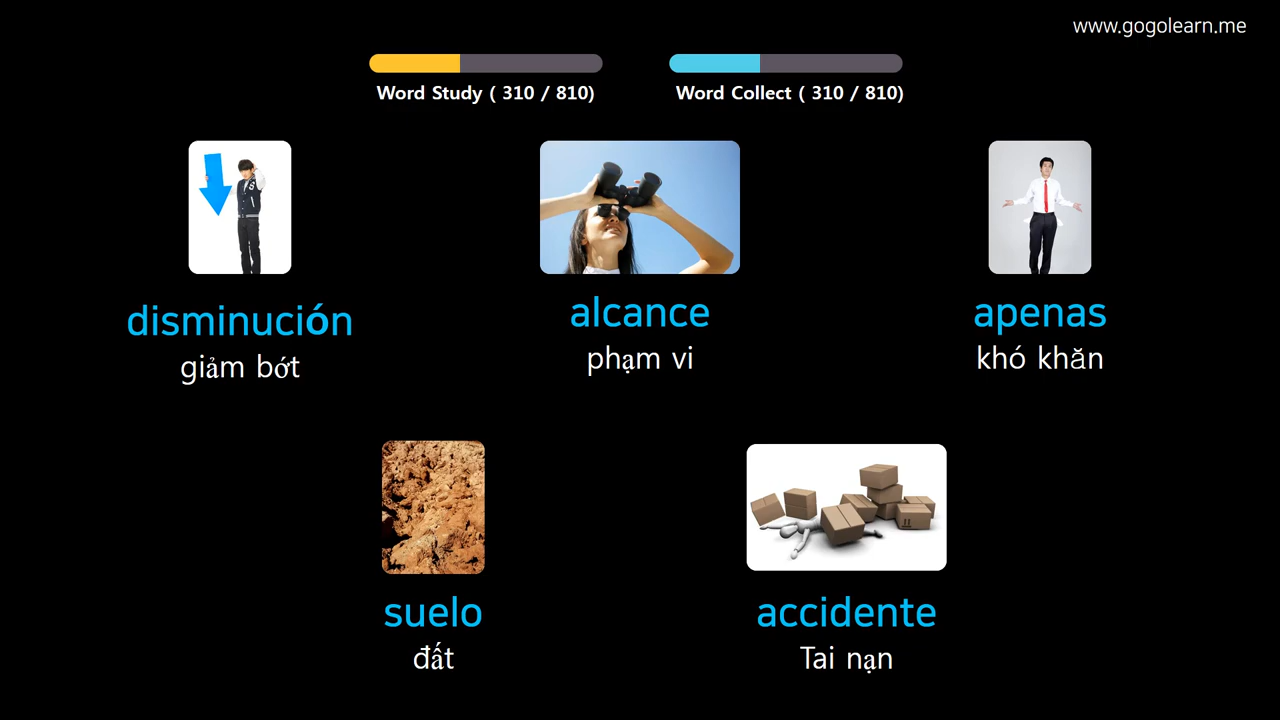 www.gogolearn.me
Word Study ( 310 / 810)
Word Collect ( 310 / 810)
disminución
giảm bớt
alcance
phạm vi
apenas
khó khăn
suelo
đất
accidente
Tai nạn